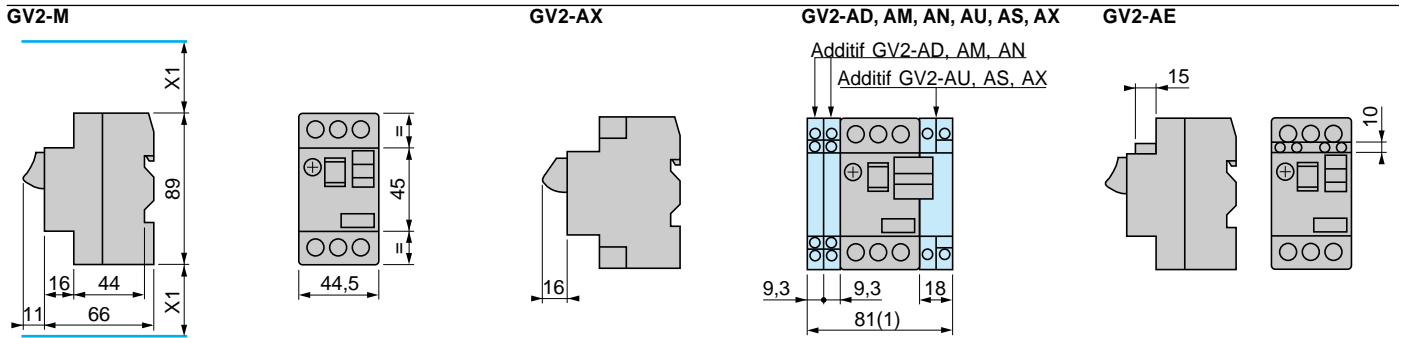 GV2-M
GV2-AX
GV2-AD, AM, AN, AU, AS, AX
GV2-AE
Additif GV2-AD, AM, AN
Additif GV2-AU, AS, AX
X1
89
X1
16
44
11
66
=
45
=
44,5
16
9,3
9,3
18
81(1)
15
10